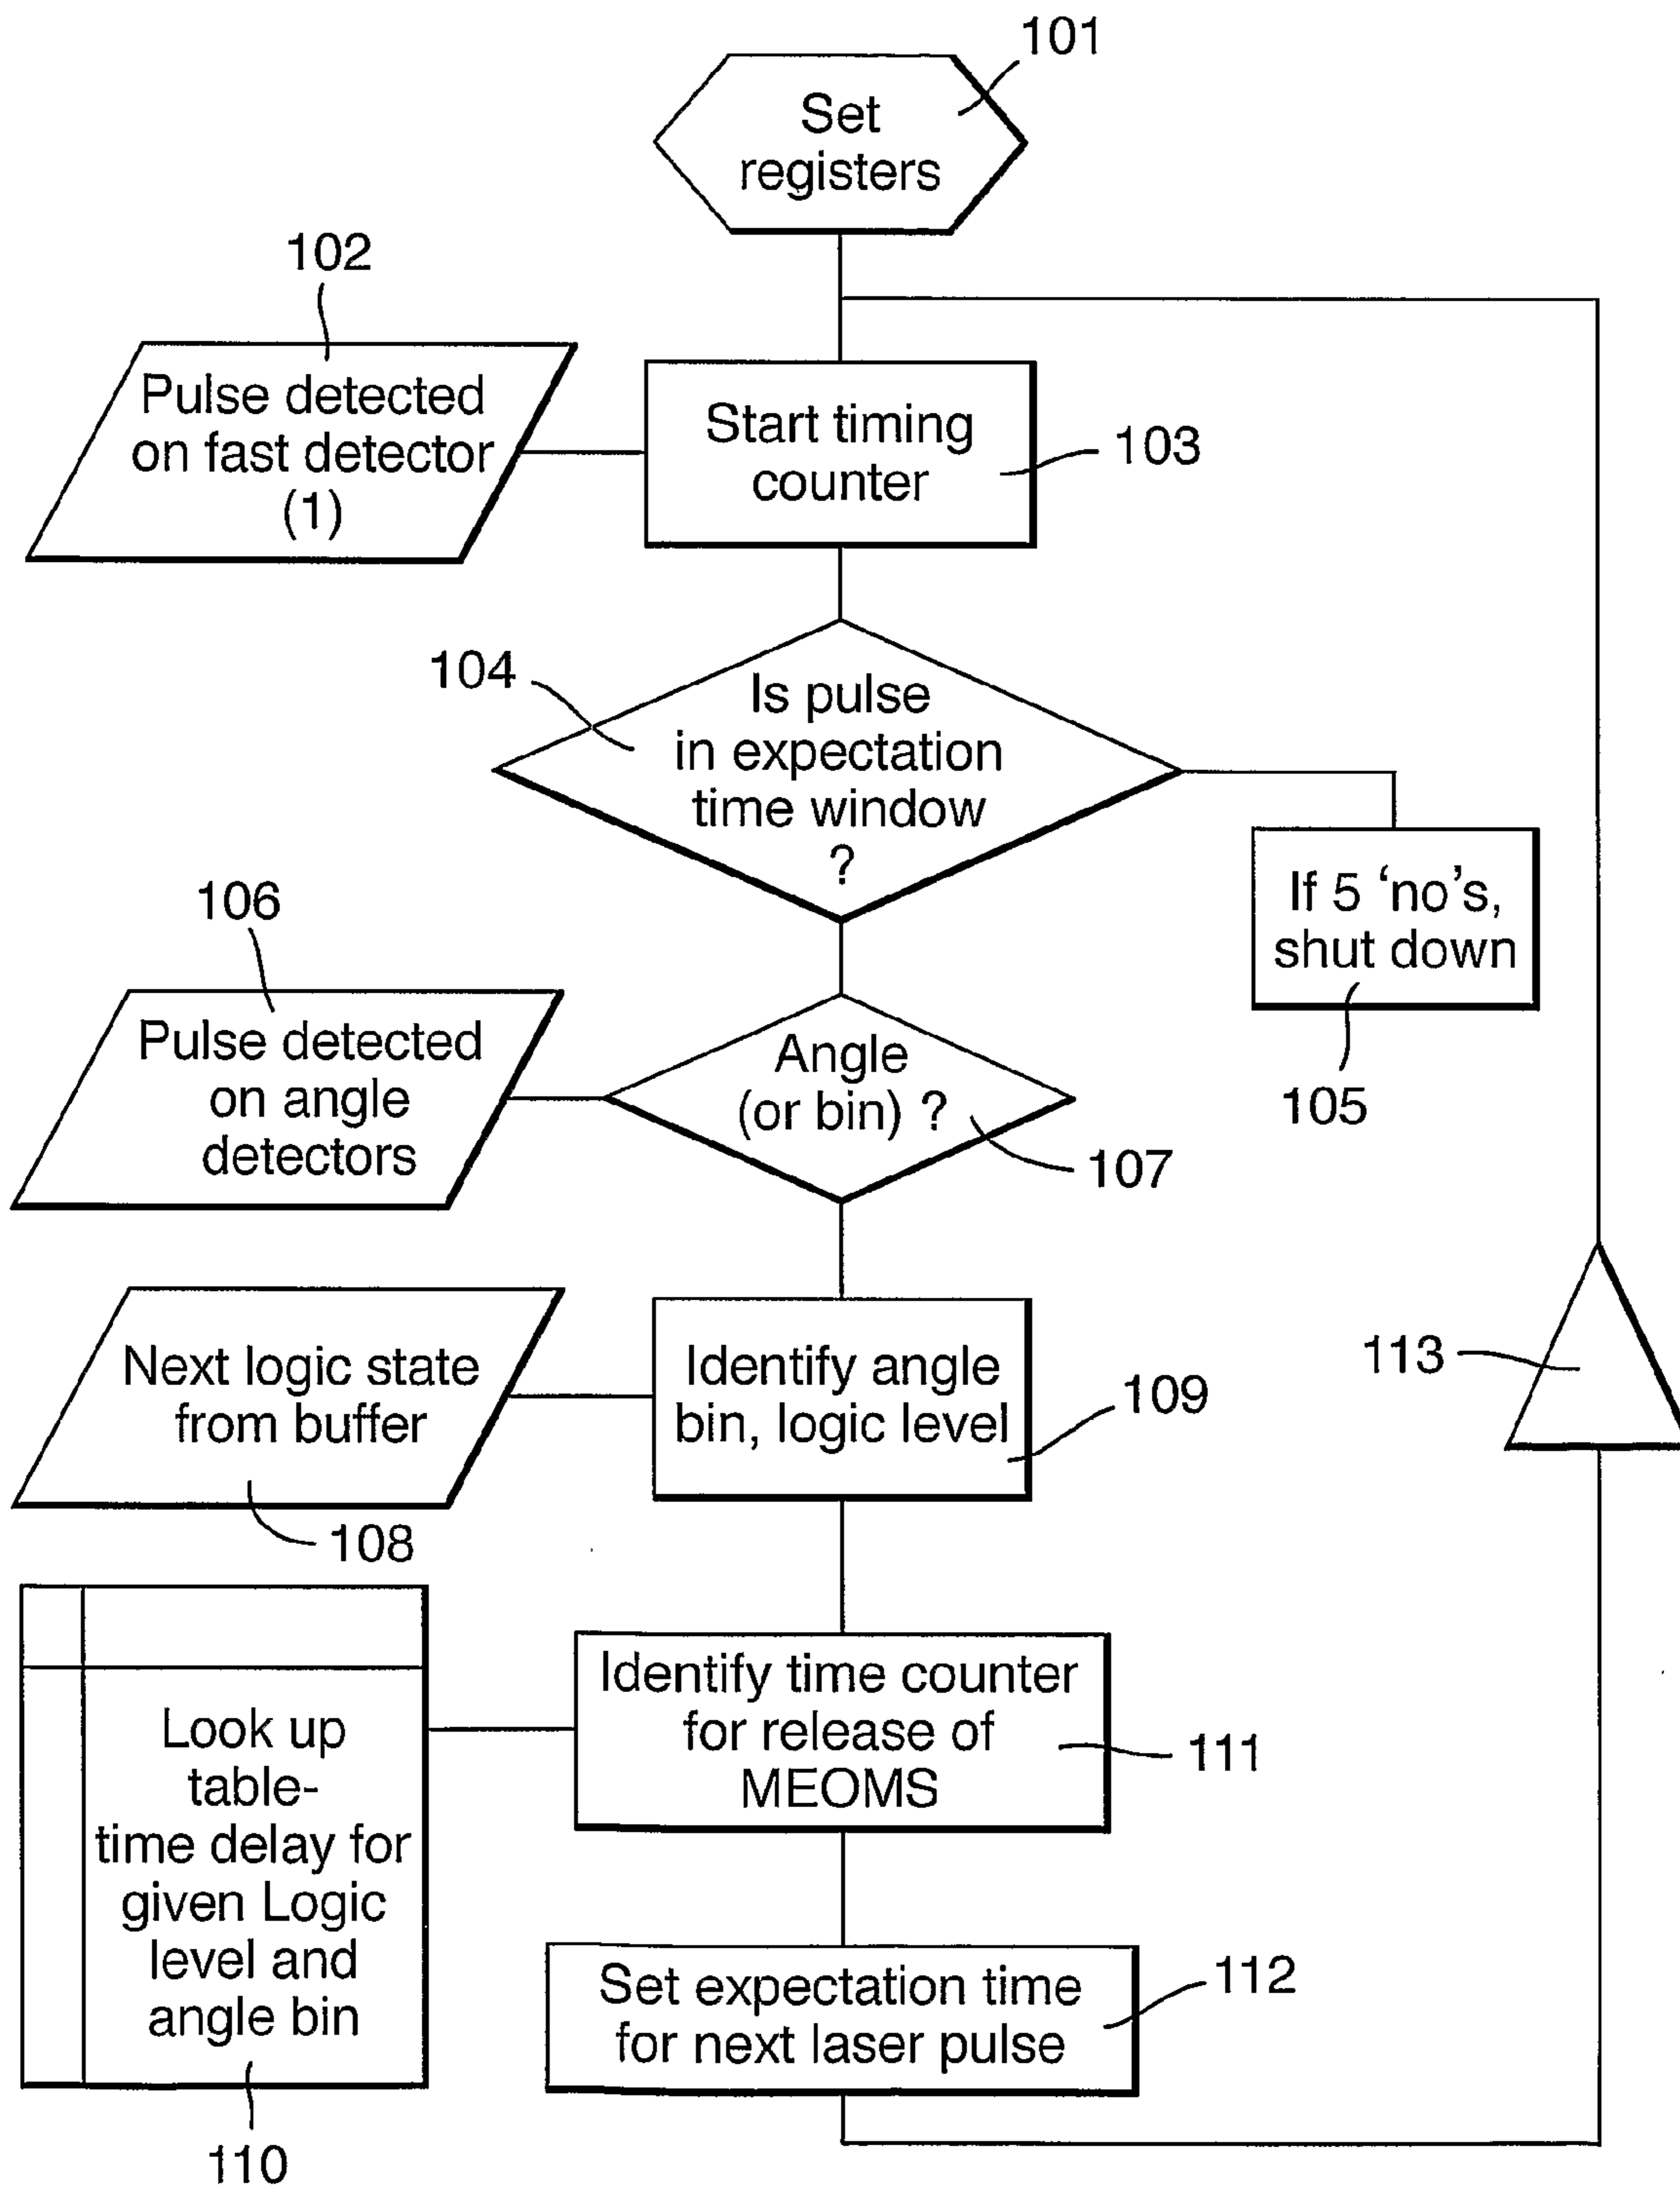 101
Set
registers
102
Pulse detected
on fast detector
(1)
Start timing
counter
103
104
Is pulse
in expectation
time window
?
If 5 ‘no’s,
shut down
105
106
Pulse detected
on angle
detectors
Angle
(or bin) ?
107
Next logic state
from buffer
108
Identify angle
bin, logic level
109
113
Look up
table-
time delay for
given Logic
level and
angle bin
110
Identify time counter
for release of
MEOMS
111
Set expectation time
for next laser pulse
112